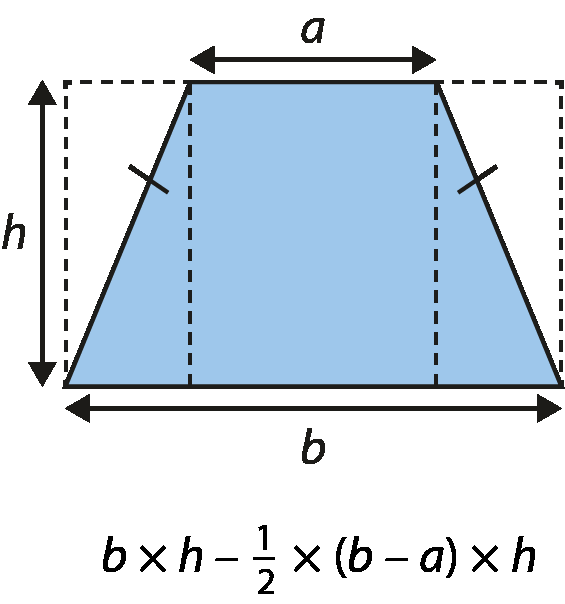 a
h
b
b × h – 1/2 × (b – a) × h